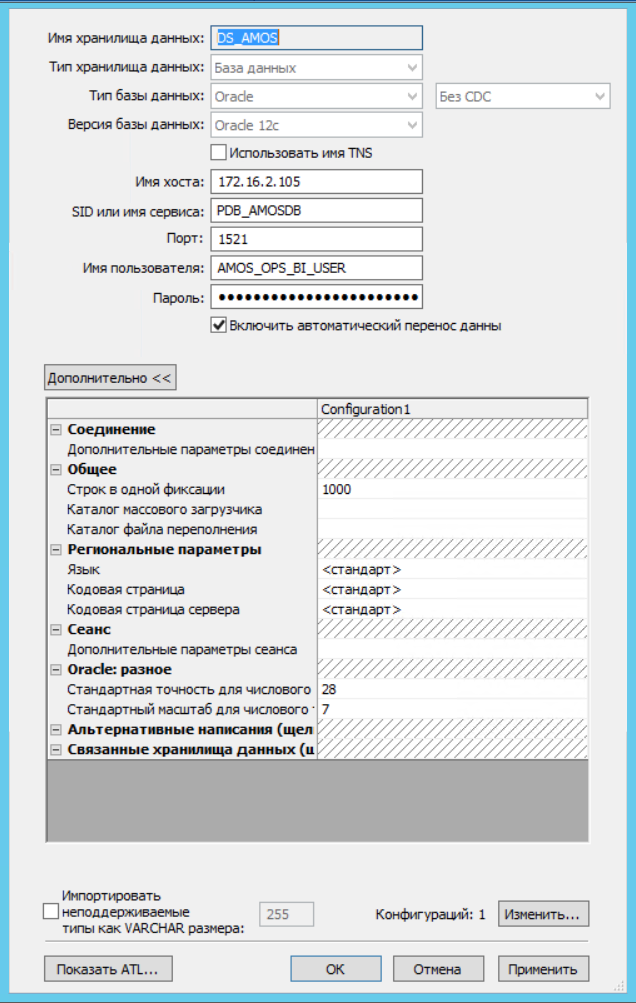 Имя хранилища данных: DS_AMOS
Тип хранилища данных: База данных
Тип базы данных: Oracle Без CDC
Версия базы данных: Oracle 12c
Использовать имя TNS
Имя хоста: 172.16.2.105
SID или имя сервиса: PDB_AMOSDB
Порт: 1521
Имя пользователя: AMOS_OPS_BI_USER
Пароль: ●●●●●●●●●●●●●●●●●●●●●●●
Включить автоматический перенос данны
Дополнительно <<
Configuration1
Соединение
Дополнительные параметры соединен
Общее
Строк в одной фиксации 1000
Каталог массового загрузчика
Каталог файла переполнения
Региональные параметры
Язык <стандарт>
Кодовая страница <стандарт>
Кодовая страница сервера <стандарт>
Сеанс
Дополнительные параметры сеанса
Oracle: разное
Стандартная точность для числового 28
Стандартный масштаб для числового 7
Альтернативные написания (щел
Связанные хранилища данных (щ
Импортировать
неподдерживаемые
типы как VARCHAR размера: 255 Конфигураций: 1 Изменить...
Показать ATL... OK Отмена Применить